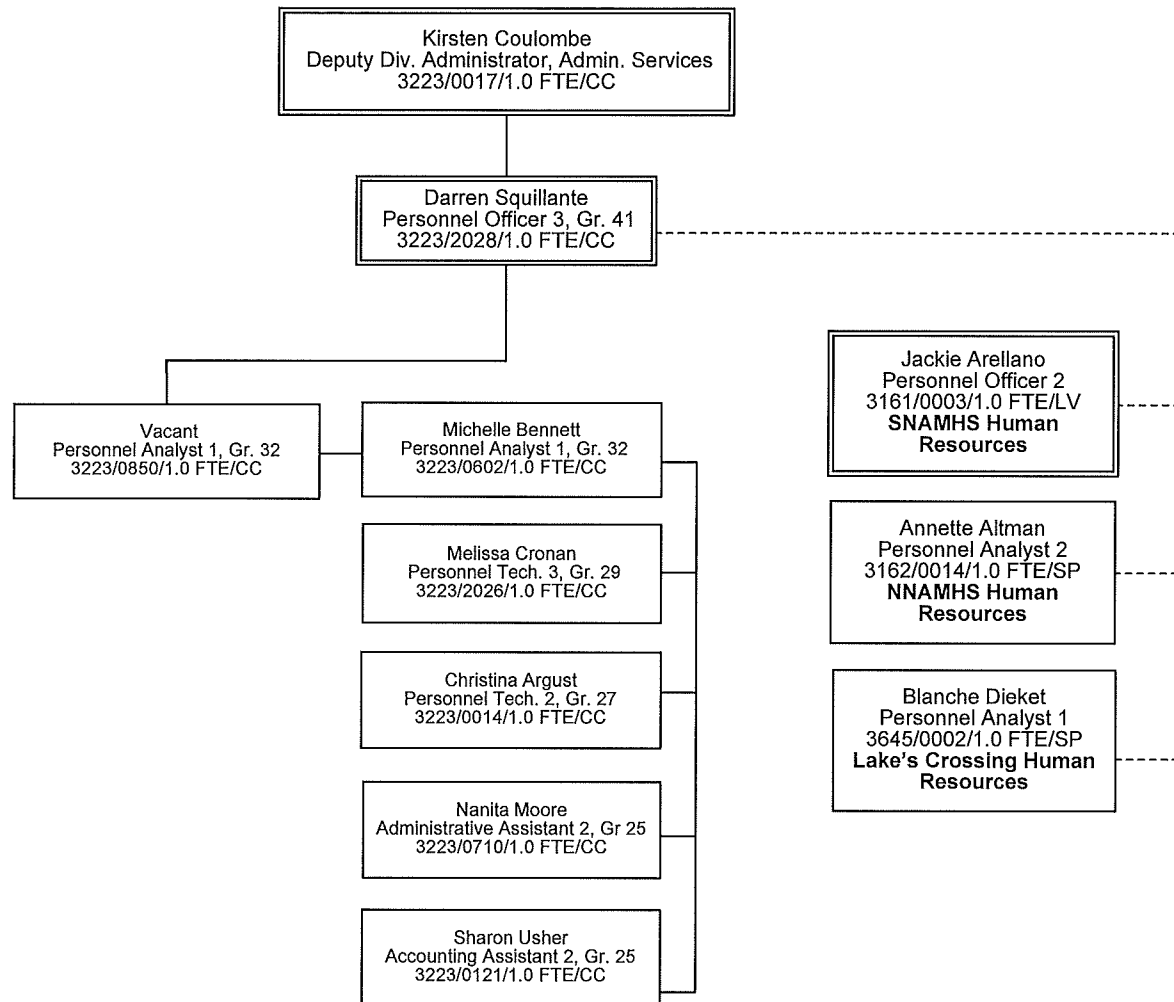 Kirsten Coulombe
Deputy Div. Administrator, Admin. Services
3223/0017/1.0 FTE/CC
Darren Squillante
Personnel Officer 3, Gr. 41
3223/2028/1.0 FTE/CC
Vacant
Personnel Analyst 1, Gr. 32
3223/0850/1.0 FTE/CC
Michelle Bennett
Personnel Analyst 1, Gr. 32
3223/0602/1.0 FTE/CC
Melissa Cronan
Personnel Tech. 3, Gr. 29
3223/2026/1.0 FTE/CC
Christina Argust
Personnel Tech. 2, Gr. 27
3223/0014/1.0 FTE/CC
Nanita Moore
Administrative Assistant 2, Gr 25
3223/0710/1.0 FTE/CC
Sharon Usher
Accounting Assistant 2, Gr. 25
3223/0121/1.0 FTE/CC
Jackie Arellano
Personnel Officer 2
3161/0003/1.0 FTE/LV
SNAMHS Human
Resources
Annette Altman
Personnel Analyst 2
3162/0014/1.0 FTE/SP
NNAMHS Human
Resources
Blanche Dieket
Personnel Analyst 1
3645/0002/1.0 FTE/SP
Lake's Crossing Human
Resources